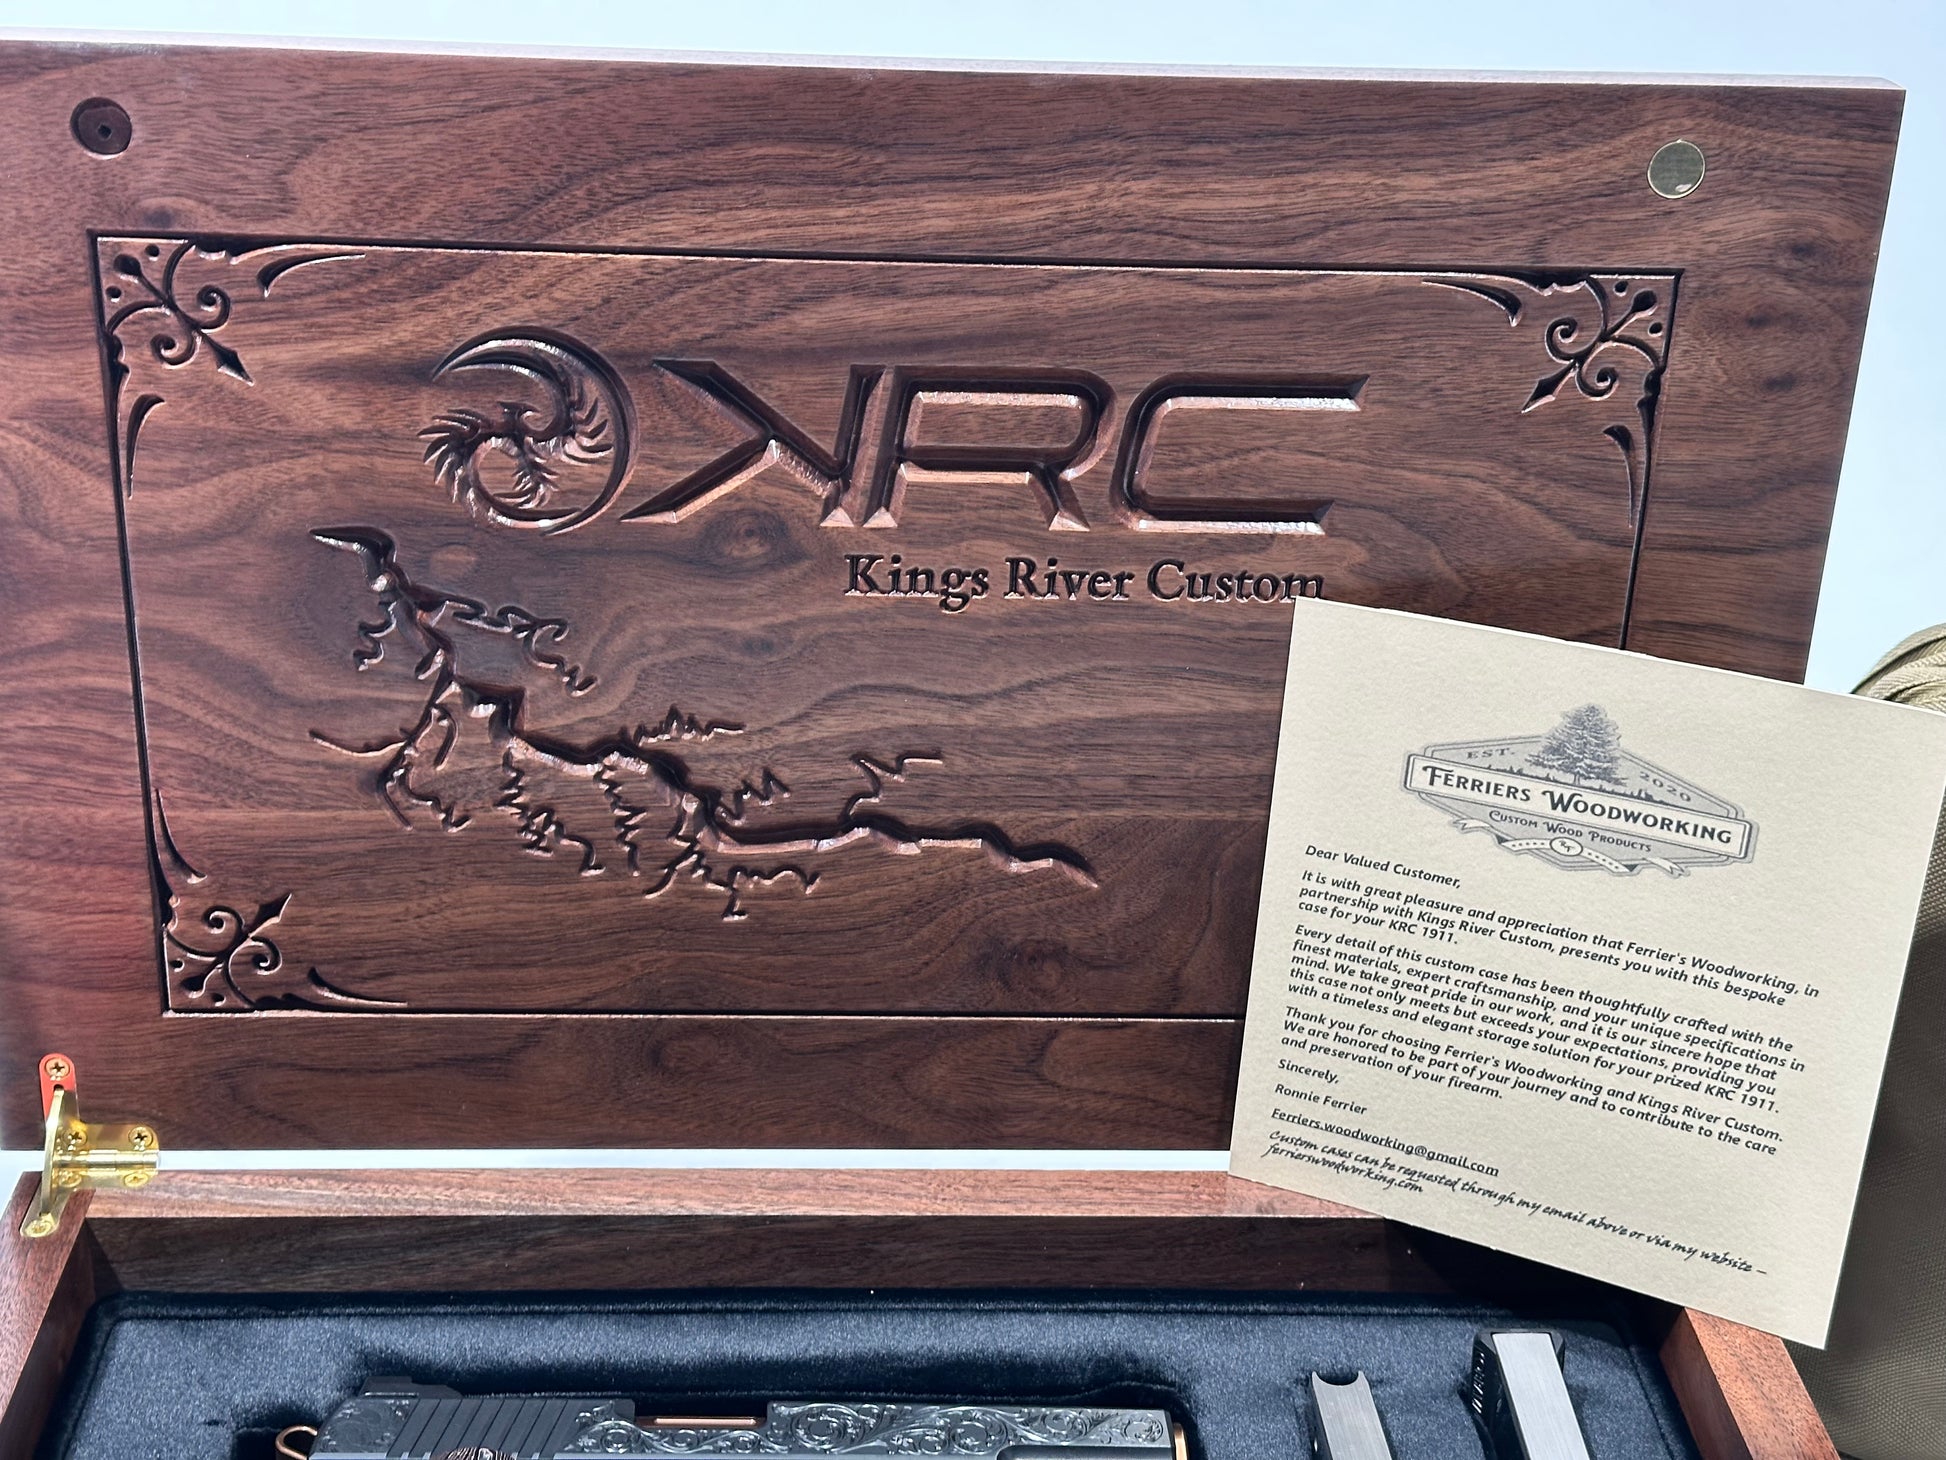 KRC
Kings River Custom
EST. 2020
FERRIERS WOODWORKING
CUSTOM WOOD PRODUCTS
RF
Dear Valued Customer,
It is with great pleasure and appreciation that Ferrier's Woodworking, in
partnership with Kings River Custom, presents you with this bespoke
case for your KRC 1911.
Every detail of this custom case has been thoughtfully crafted with the
finest materials, expert craftsmanship, and your unique specifications in
mind. We take great pride in our work, and it is our sincere hope that
this case not only meets but exceeds your expectations, providing you
with a timeless and elegant storage solution for your prized KRC 1911.
Thank you for choosing Ferrier's Woodworking and Kings River Custom.
We are honored to be part of your journey and to contribute to the care
and preservation of your firearm.
Sincerely,
Ronnie Ferrier
Ferriers.woodworking@gmail.com
Custom cases can be requested through my email above or via my website –
ferrierswoodworking.com